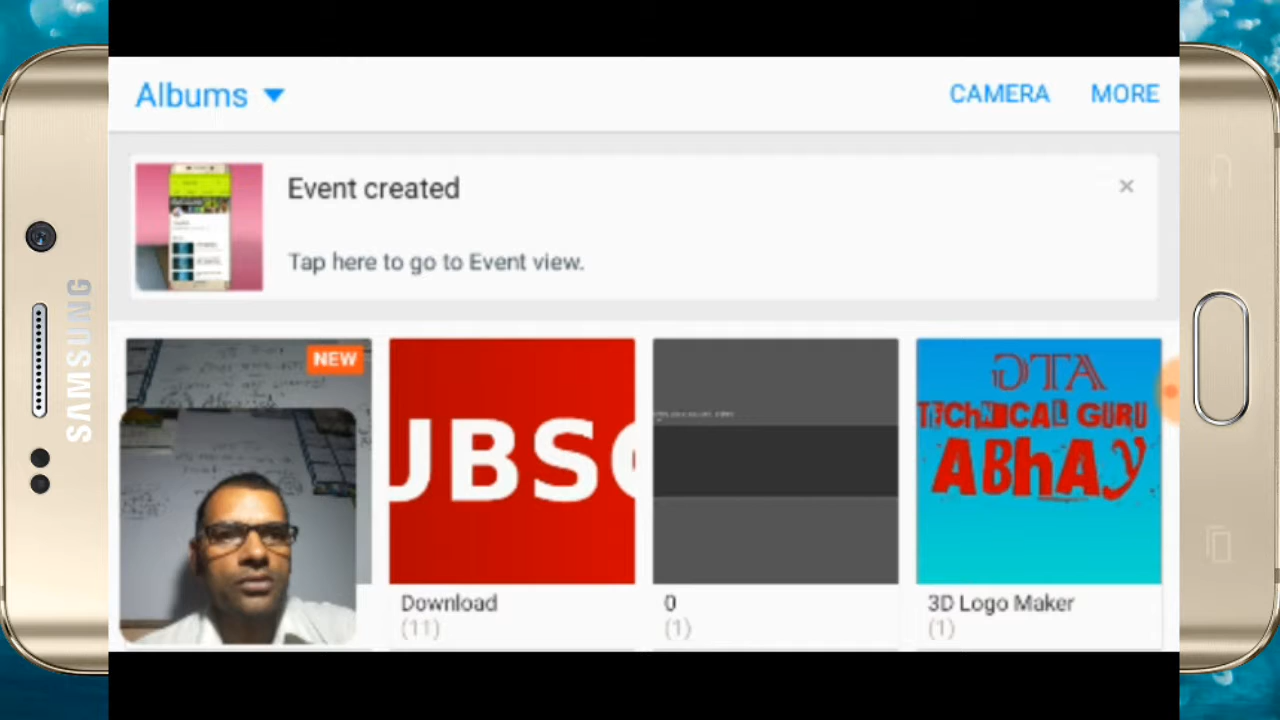 Albums
CAMERA
MORE
Event created
Tap here to go to Event view.
SAMSUNG
NEW
UBSC
GTA
TECHNICAL GURU
ABhAy
Download
0
3D Logo Maker
(11)
(1)
(1)